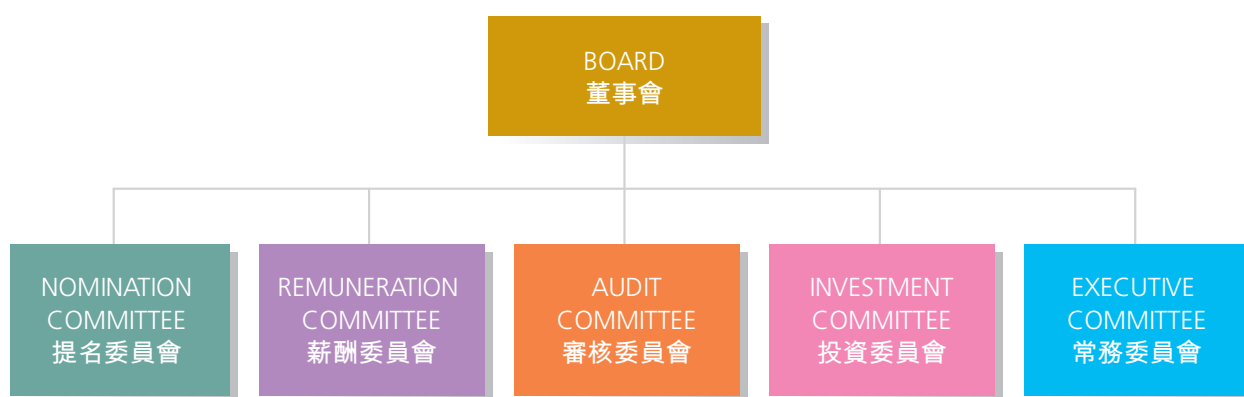 BOARD
董事會
NOMINATION
COMMITTEE
提名委員會
REMUNERATION
COMMITTEE
薪酬委員會
AUDIT
COMMITTEE
審核委員會
INVESTMENT
COMMITTEE
投資委員會
EXECUTIVE
COMMITTEE
常務委員會